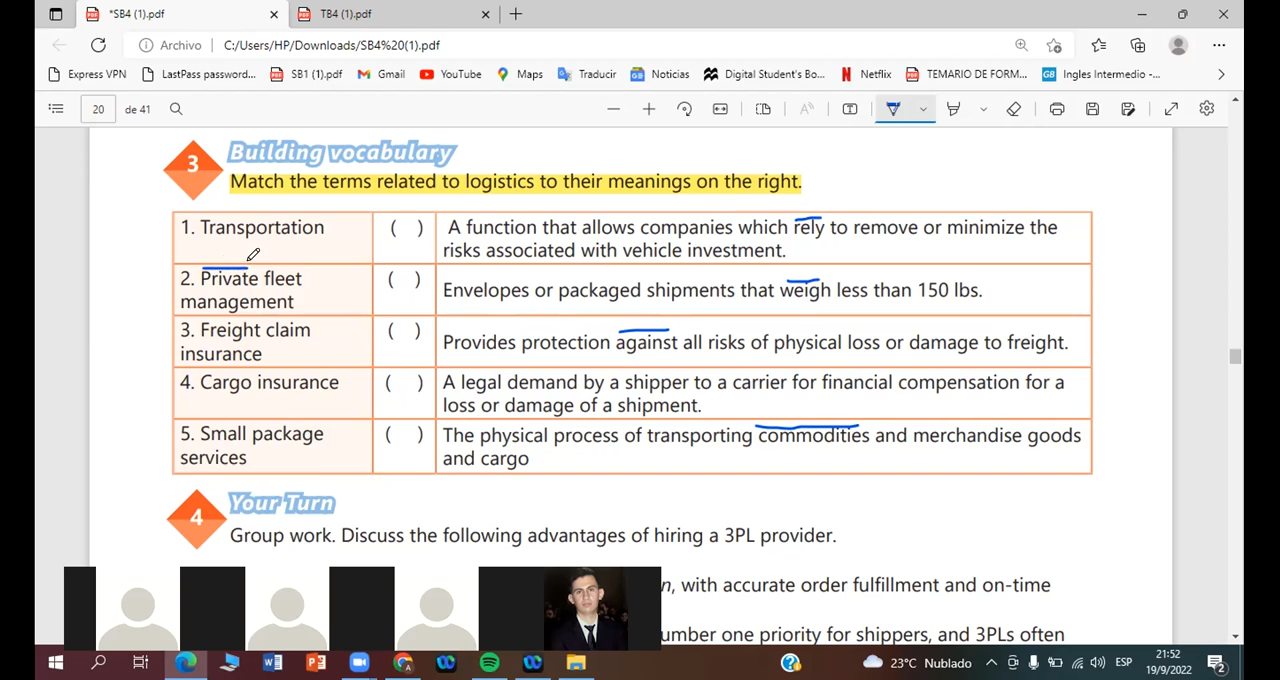 *SB4 (1).pdf
TB4 (1).pdf
Archivo C:/Users/HP/Downloads/SB4%20(1).pdf
Express VPN LastPass password... SB1 (1).pdf Gmail YouTube Maps Traducir Noticias Digital Student's Bo... Netflix TEMARIO DE FORM... Ingles Intermedio -...
20 de 41
3 Building vocabulary
Match the terms related to logistics to their meanings on the right.
1. Transportation ( ) A function that allows companies which rely to remove or minimize the
risks associated with vehicle investment.
2. Private fleet
management ( ) Envelopes or packaged shipments that weigh less than 150 lbs.
3. Freight claim
insurance ( ) Provides protection against all risks of physical loss or damage to freight.
4. Cargo insurance ( ) A legal demand by a shipper to a carrier for financial compensation for a
loss or damage of a shipment.
5. Small package
services ( ) The physical process of transporting commodities and merchandise goods
and cargo
4 Your Turn
Group work. Discuss the following advantages of hiring a 3PL provider.
, with accurate order fulfillment and on-time
number one priority for shippers, and 3PLs often
23°C Nublado ESP 21:52
19/9/2022 2